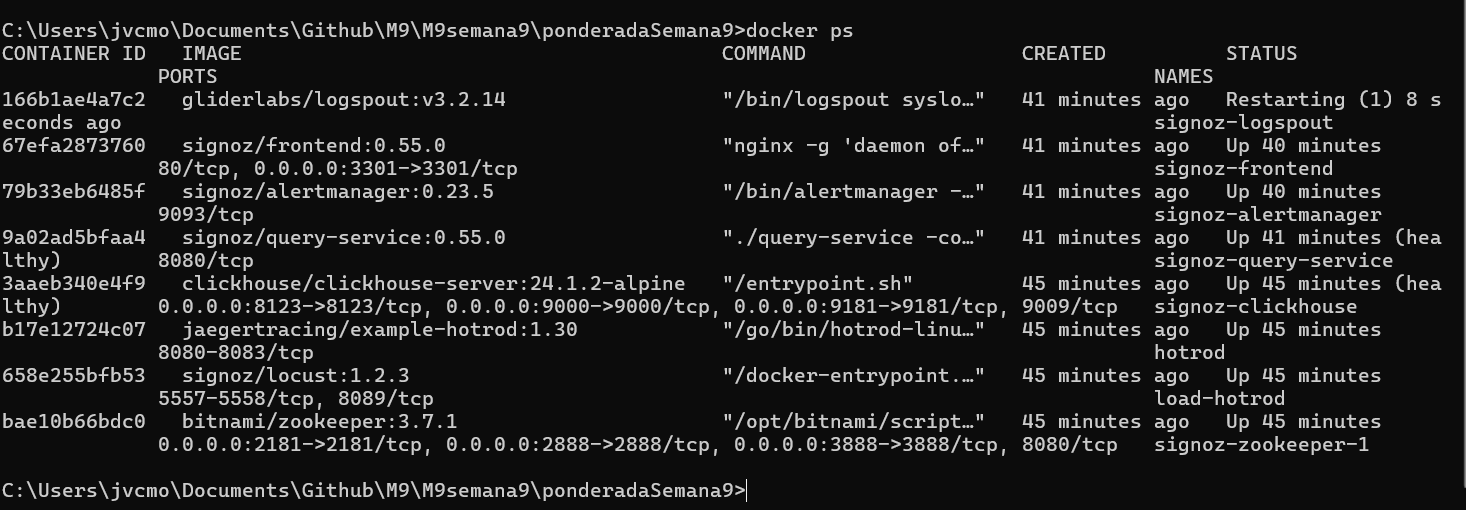 C:\Users\jvcmo\Documents\Github\M9\M9semana9\ponderadaSemana9>docker ps
CONTAINER ID   IMAGE                                        COMMAND                  CREATED          STATUS
             PORTS                                                                              NAMES
166b1ae4a7c2   gliderlabs/logspout:v3.2.14                  "/bin/logspout syslo…"   41 minutes ago   Restarting (1) 8 s
econds ago                                                                                      signoz-logspout
67efa2873760   signoz/frontend:0.55.0                       "nginx -g 'daemon of…"   41 minutes ago   Up 40 minutes
             80/tcp, 0.0.0.0:3301->3301/tcp                                                     signoz-frontend
79b33eb6485f   signoz/alertmanager:0.23.5                   "/bin/alertmanager -…"   41 minutes ago   Up 40 minutes
             9093/tcp                                                                           signoz-alertmanager
9a02ad5bfaa4   signoz/query-service:0.55.0                  "./query-service -co…"   41 minutes ago   Up 41 minutes (hea
lthy)        8080/tcp                                                                           signoz-query-service
3aaeb340e4f9   clickhouse/clickhouse-server:24.1.2-alpine   "/entrypoint.sh"         45 minutes ago   Up 45 minutes (hea
lthy)        0.0.0.0:8123->8123/tcp, 0.0.0.0:9000->9000/tcp, 0.0.0.0:9181->9181/tcp, 9009/tcp   signoz-clickhouse
b17e12724c07   jaegertracing/example-hotrod:1.30            "/go/bin/hotrod-linu…"   45 minutes ago   Up 45 minutes
             8080-8083/tcp                                                                      hotrod
658e255bfb53   signoz/locust:1.2.3                          "/docker-entrypoint.…"   45 minutes ago   Up 45 minutes
             5557-5558/tcp, 8089/tcp                                                            load-hotrod
bae10b66bdc0   bitnami/zookeeper:3.7.1                      "/opt/bitnami/script…"   45 minutes ago   Up 45 minutes
             0.0.0.0:2181->2181/tcp, 0.0.0.0:2888->2888/tcp, 0.0.0.0:3888->3888/tcp, 8080/tcp   signoz-zookeeper-1
C:\Users\jvcmo\Documents\Github\M9\M9semana9\ponderadaSemana9>